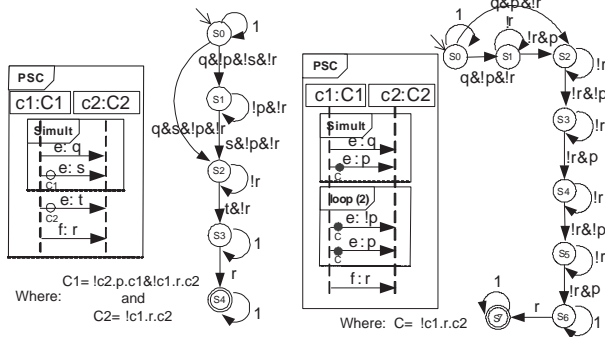 PSC
c1:C1
c2:C2
Simult
e: q
e: s
C1
e: t
C2
f: r
C1= !c2.p.c1&!c1.r.c2
Where:
and
C2= !c1.r.c2
S0
1
q&!p&!s&!r
S1
!p&!r
q&s&!p&!r
s&!p&!r
S2
!r
t&!r
S3
1
r
S4
1
PSC
c1:C1
c2:C2
Simult
e:q
e:p
C
loop (2)
e: !p
C
e:p
C
f:r
Where: C= !c1.r.c2
q&p&!r
1
S0
q&!p&!r
!r
S1
!r&p
S2
!r
!r&!p
S3
!r
!r&p
S4
!r
!r&!p
S5
!r
!r&p
S6
1
r
S7
1